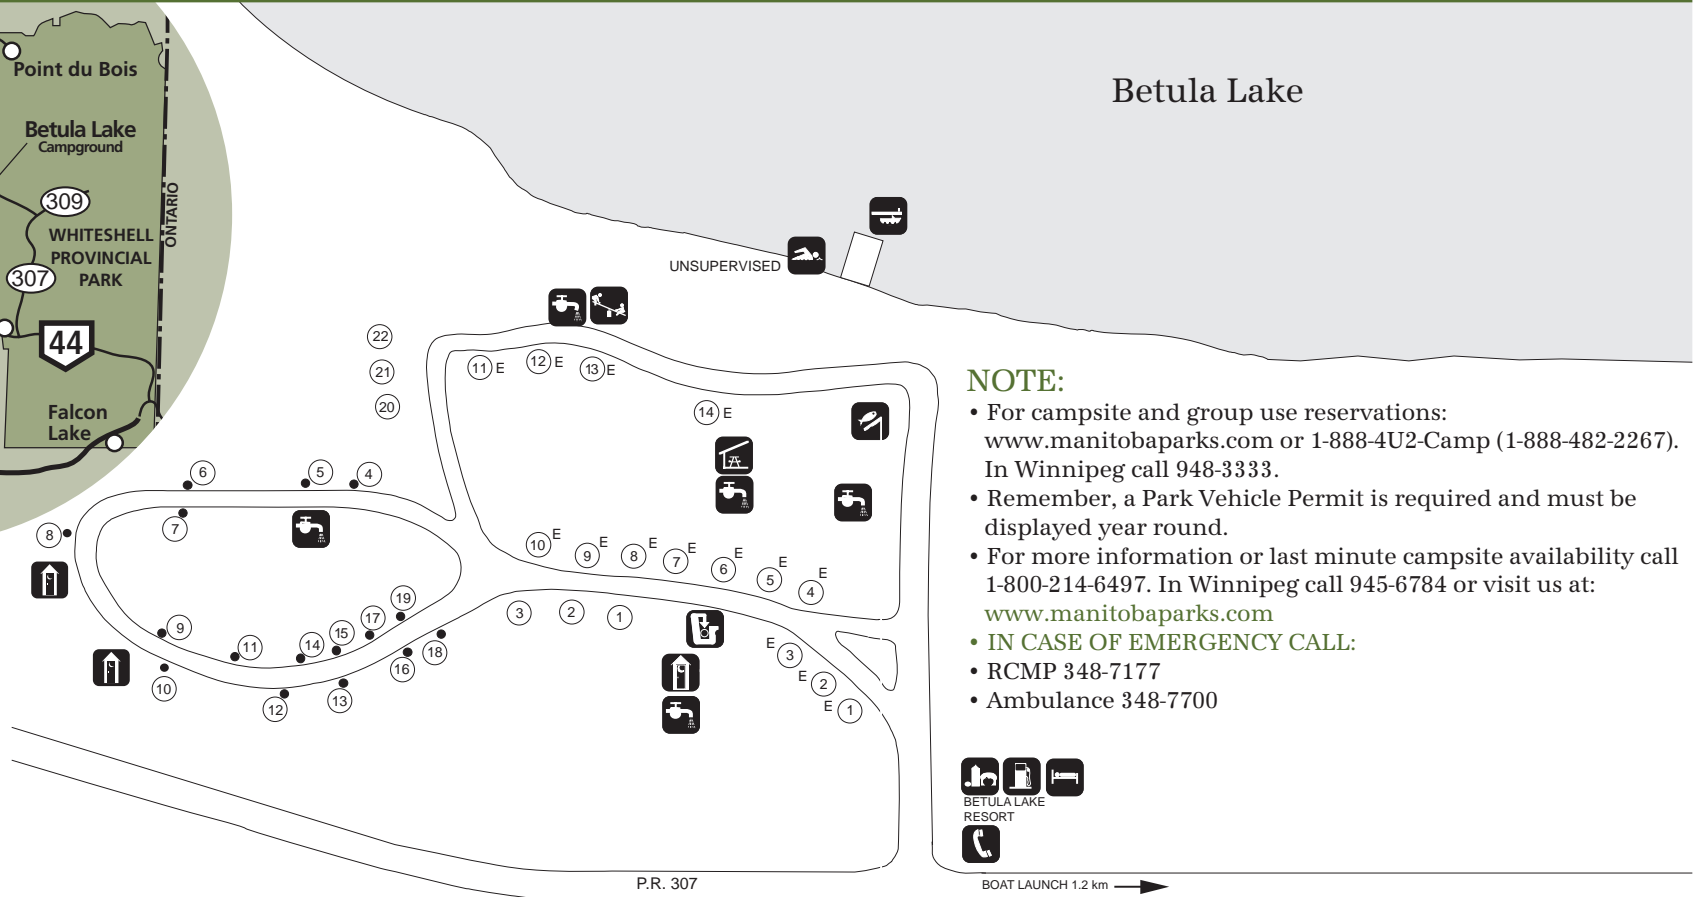 Point du Bois
Betula Lake
Campground
309
WHITESHELL
PROVINCIAL
PARK
307
ONTARIO
44
Falcon
Lake
Betula Lake
UNSUPERVISED
22
21
20
11 E
12 E
13 E
14 E
6
5
4
7
8
10 E
9 E
8 E
7 E
6 E
5 E
4 E
19
17
15
14
11
9
10
12
13
16
18
3
2
1
E 3
E 2
E 1
NOTE:
• For campsite and group use reservations:
www.manitobaparks.com or 1-888-4U2-Camp (1-888-482-2267).
In Winnipeg call 948-3333.
• Remember, a Park Vehicle Permit is required and must be
displayed year round.
• For more information or last minute campsite availability call
1-800-214-6497. In Winnipeg call 945-6784 or visit us at:
www.manitobaparks.com
• IN CASE OF EMERGENCY CALL:
• RCMP 348-7177
• Ambulance 348-7700
BETULA LAKE
RESORT
P.R. 307
BOAT LAUNCH 1.2 km